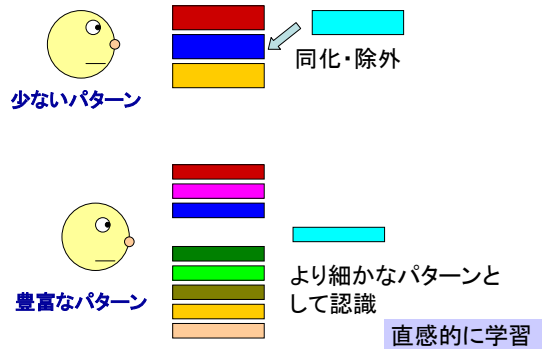 同化・除外
少ないパターン
より細かなパターンと
して認識
豊富なパターン
直感的に学習